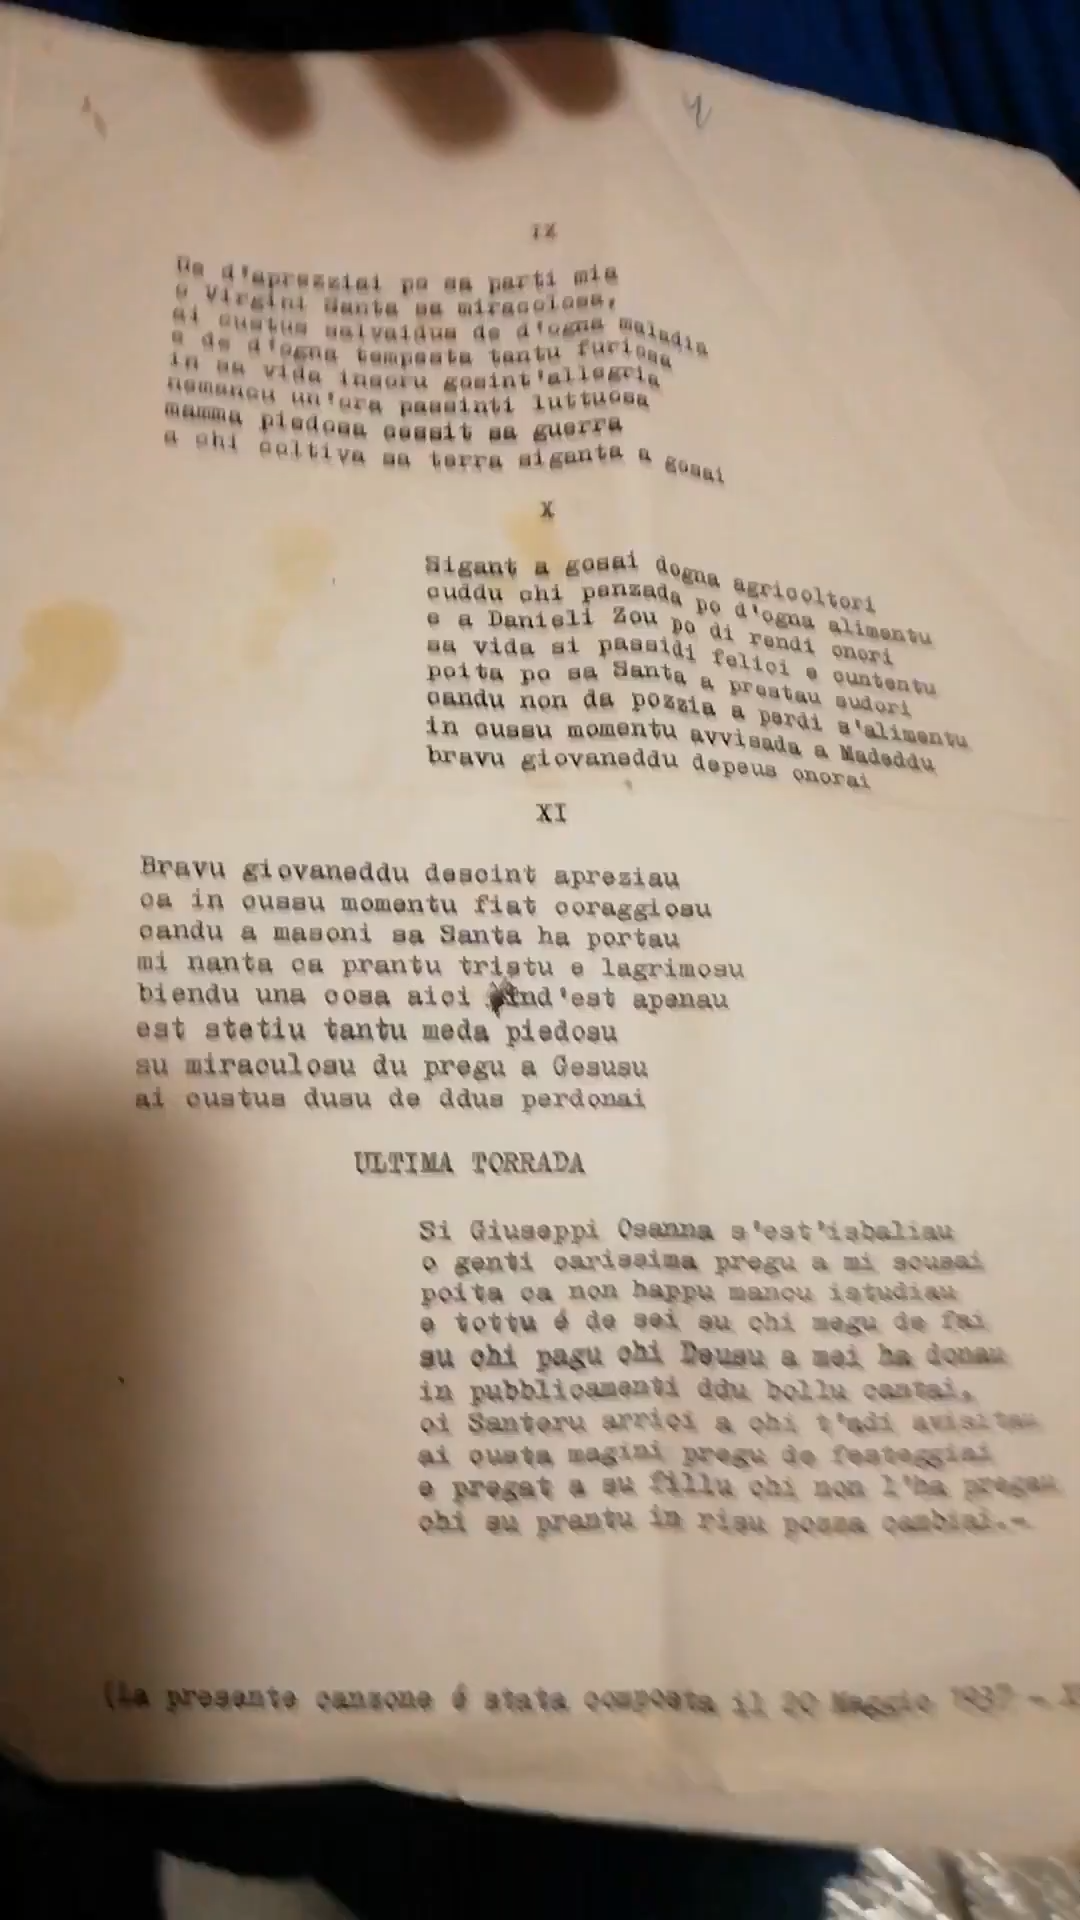 IX
Da d'aprezziai po sa parti mia
o Virgini Santa sa miracolosa,
ai custus salvaidus de d'ogna maladia
e de d'ogna tempesta tantu furiosa
in sa vida insoru gosint'allegria
nemancu un'ora passinti luttuosa
mamma piedosa cessit sa guerra
a chi coltiva sa terra siganta a gosai
X
Sigant a gosai dogna agricoltori
cuddu chi penzada po d'ogna alimentu
e a Danieli Zou po di rendi onori
sa vida si passidi felici e cuntentu
poita po sa Santa a prestau sudori
candu non da pozzia a perdi s'alimentu
in cussu momentu avvisada a Madeddu
bravu giovaneddu depeus onorai
XI
Bravu giovaneddu descint apreziau
ca in cussu momentu fiat coraggiosu
candu a masoni sa Santa ha portau
mi nanta ca prantu tristu e lagrimosu
biendu una cosa aici ind'est apenau
est stetiu tantu meda piedosu
su miraculosu du pregu a Gesusu
ai custus dusu de ddus perdonai
ULTIMA TORRADA
Si Giuseppi Osanna s'est'isbaliau
o genti carissima pregu a mi scusai
poita ca non happu mancu istudiau
e tottu é de sei su chi megu de fai
su chi pagu chi Deusu a mei ha donau
in pubblicamenti ddu bollu cantai,
oi Santeru arrici a chi t'adi avisitau
ai custa magini pregu de festeggiai
e pregat a su fillu chi non l'ha pregau
chi su prantu in risu possa cambiai.-
(La presente canzone é stata composta il 20 Maggio 1937 -